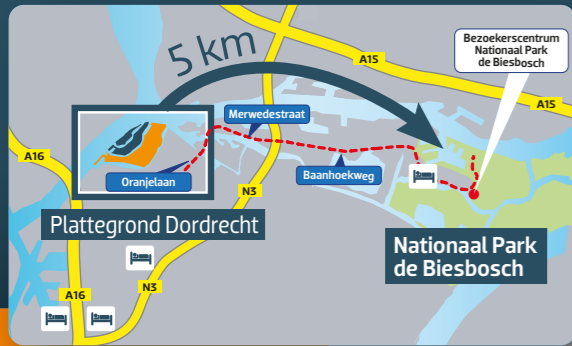 5 km
A15
Bezoekerscentrum
Nationaal Park
de Biesbosch
A15
Merwedestraat
A16
Oranjelaan
Baanhoekweg
N3
Plattegrond Dordrecht
Nationaal Park
de Biesbosch
N3
A16